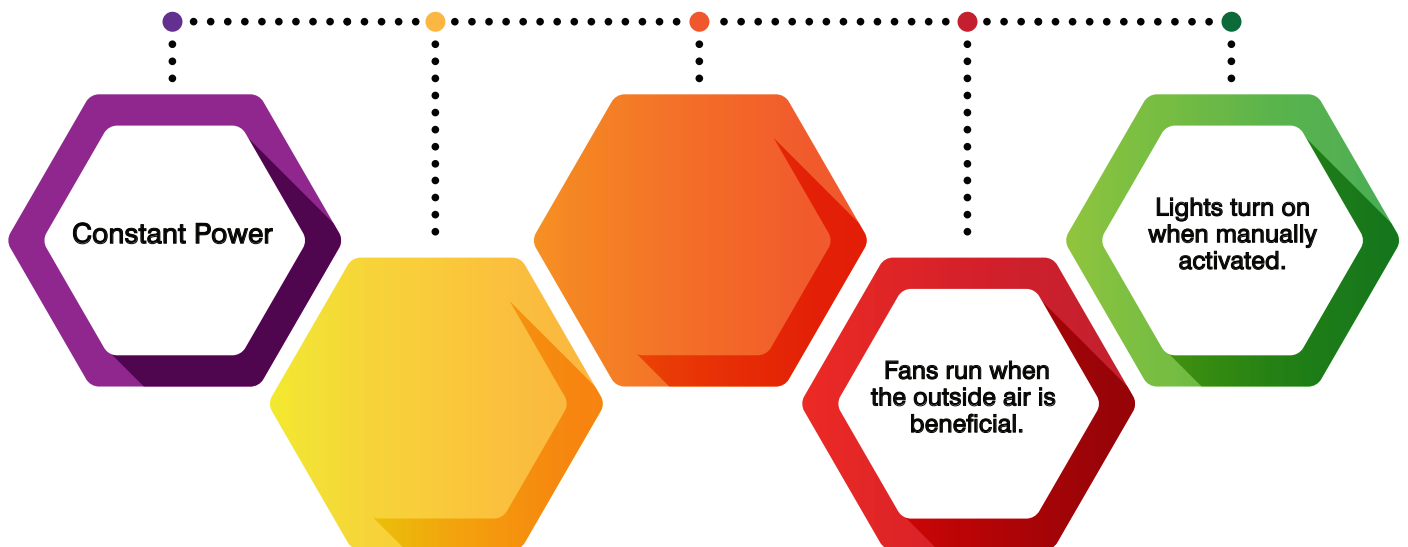 Constant Power
Fans run when
the outside air is
beneficial.
Lights turn on
when manually
activated.